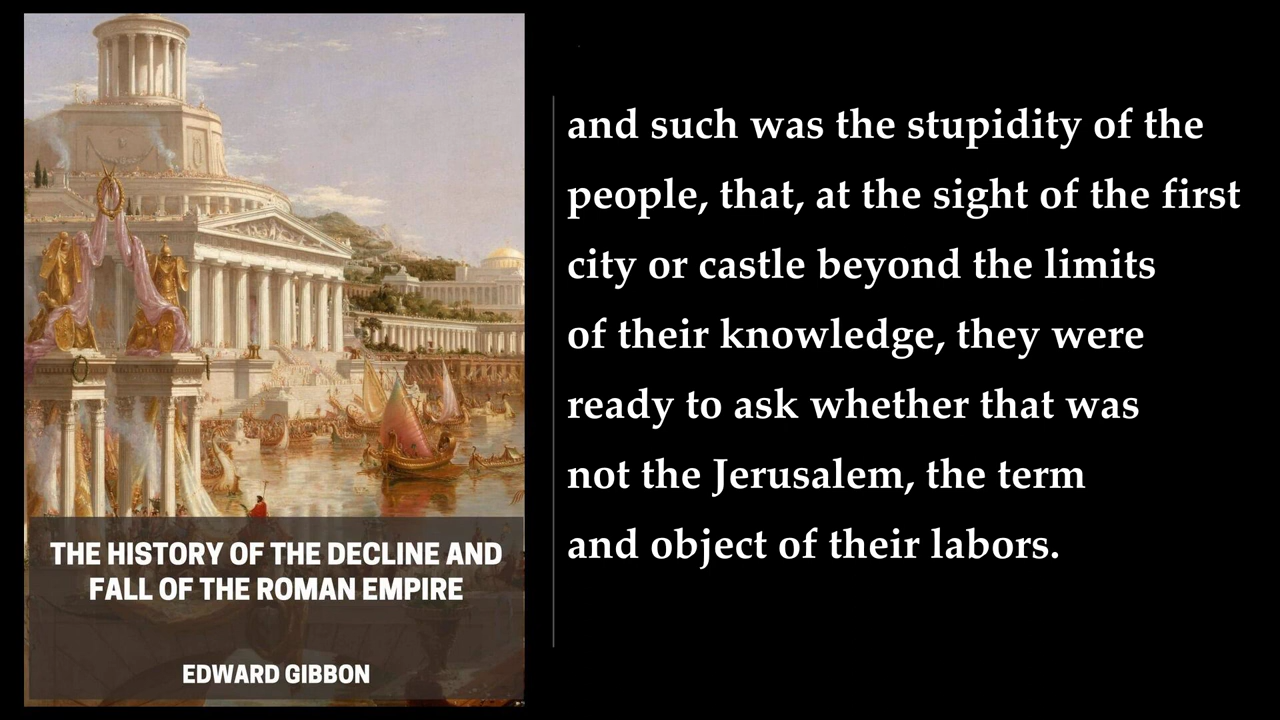 THE HISTORY OF THE DECLINE AND
FALL OF THE ROMAN EMPIRE
EDWARD GIBBON
and such was the stupidity of the
people, that, at the sight of the first
city or castle beyond the limits
of their knowledge, they were
ready to ask whether that was
not the Jerusalem, the term
and object of their labors.